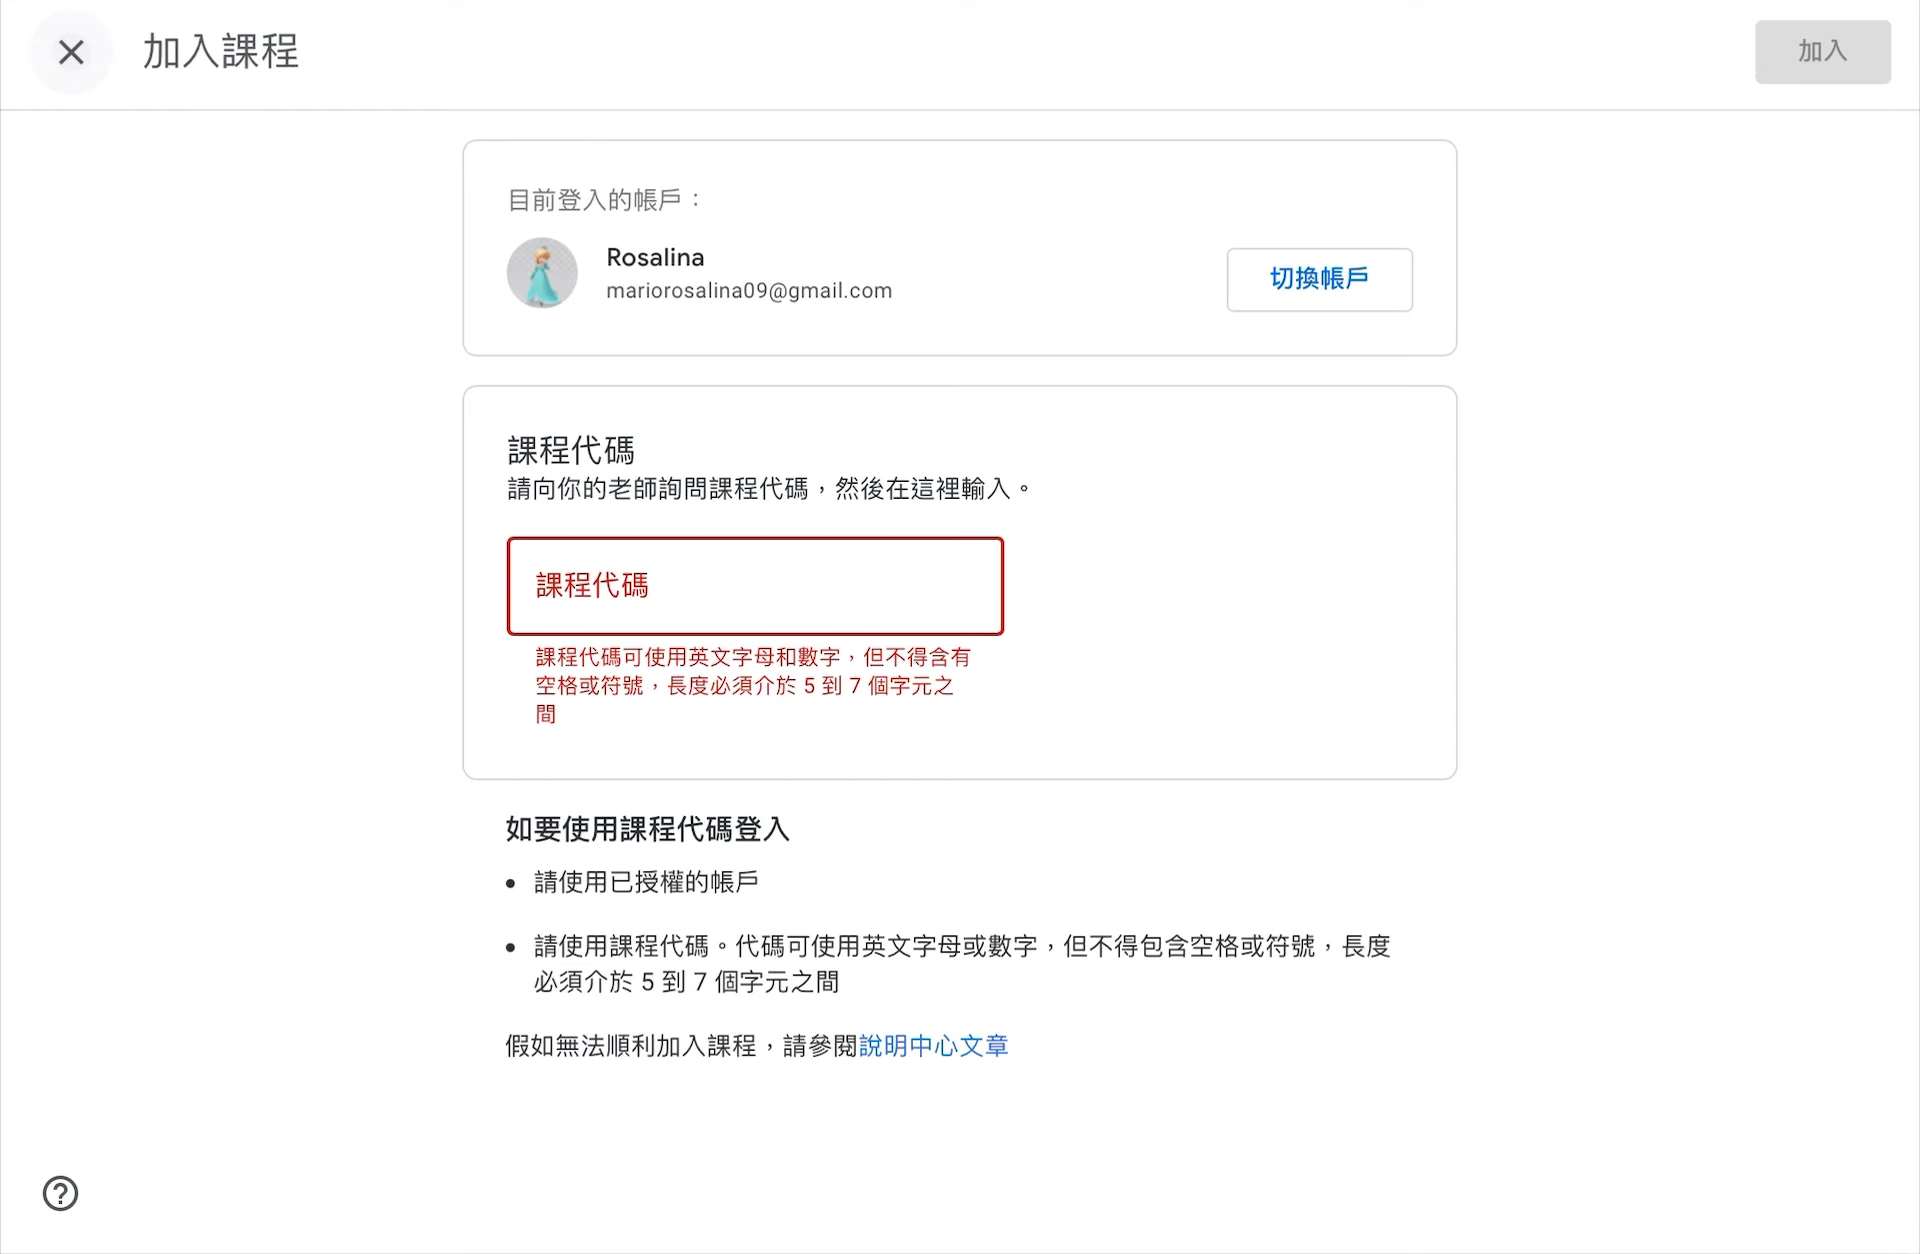 加入課程
加入
目前登入的帳戶：
Rosalina
mariorosalina09@gmail.com
切換帳戶
課程代碼
請向你的老師詢問課程代碼，然後在這裡輸入。
課程代碼
課程代碼可使用英文字母和數字，但不得含有
空格或符號，長度必須介於 5 到 7 個字元之
間
如要使用課程代碼登入
• 請使用已授權的帳戶
• 請使用課程代碼。代碼可使用英文字母或數字，但不得包含空格或符號，長度
必須介於 5 到 7 個字元之間
假如無法順利加入課程，請參閱說明中心文章